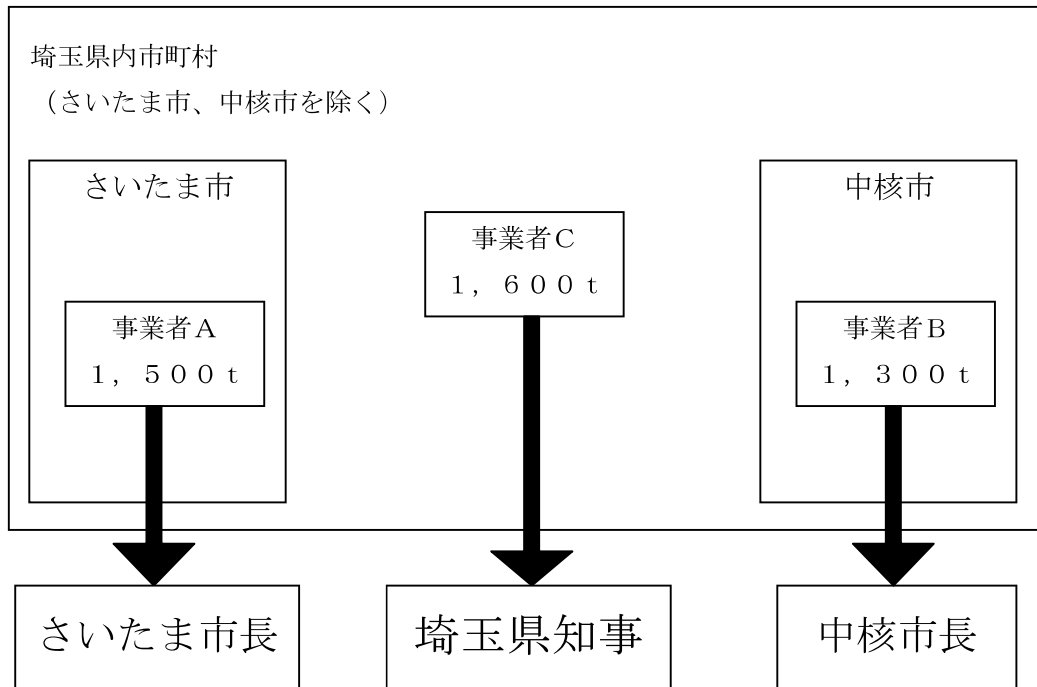 埼玉県内市町村
（さいたま市、中核市を除く）
さいたま市
中核市
事業者Ｃ
１，６００ｔ
事業者Ａ
１，５００ｔ
事業者Ｂ
１，３００ｔ
さいたま市長
埼玉県知事
中核市長